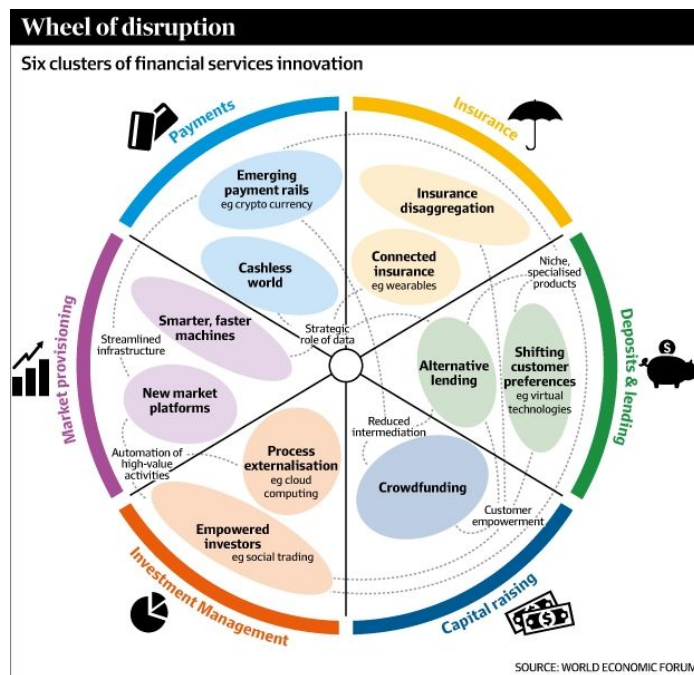 Wheel of disruption
Six clusters of financial services innovation
Payments
Insurance
Emerging
payment rails
eg crypto currency
Insurance
disaggregation
Cashless
world
Connected
insurance
eg wearables
Niche,
specialised
products
Market provisioning
Smarter, faster
machines
Streamlined
infrastructure
Strategic
role of data
New market
platforms
Alternative
lending
Shifting
customer
preferences
eg virtual
technologies
Deposits & lending
Reduced
intermediation
Automation of
high-value
activities
Process
externalisation
eg cloud
computing
Crowdfunding
Empowered
investors
eg social trading
Customer
empowerment
Investment Management
Capital raising
SOURCE: WORLD ECONOMIC FORUM